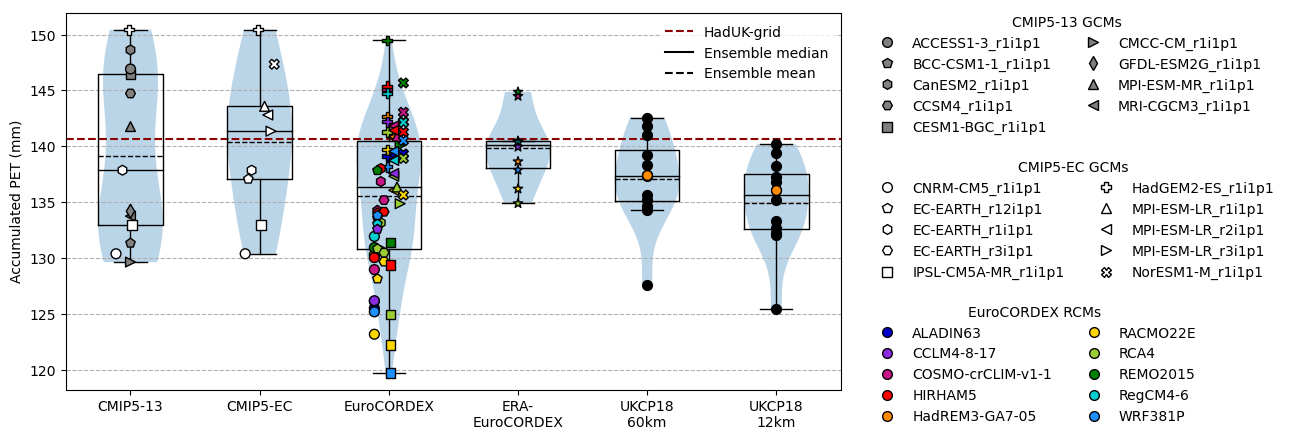 Accumulated PET (mm)
150
145
140
135
130
125
120
HadUK-grid
Ensemble median
Ensemble mean
CMIP5-13
CMIP5-EC
EuroCORDEX
ERA-
EuroCORDEX
UKCP18
60km
UKCP18
12km
CMIP5-13 GCMs
ACCESS1-3_r1i1p1
BCC-CSM1-1_r1i1p1
CanESM2_r1i1p1
CCSM4_r1i1p1
CESM1-BGC_r1i1p1
CMCC-CM_r1i1p1
GFDL-ESM2G_r1i1p1
MPI-ESM-MR_r1i1p1
MRI-CGCM3_r1i1p1
CMIP5-EC GCMs
CNRM-CM5_r1i1p1
EC-EARTH_r12i1p1
EC-EARTH_r1i1p1
EC-EARTH_r3i1p1
IPSL-CM5A-MR_r1i1p1
HadGEM2-ES_r1i1p1
MPI-ESM-LR_r1i1p1
MPI-ESM-LR_r2i1p1
MPI-ESM-LR_r3i1p1
NorESM1-M_r1i1p1
EuroCORDEX RCMs
ALADIN63
CCLM4-8-17
COSMO-crCLIM-v1-1
HIRHAM5
HadREM3-GA7-05
RACMO22E
RCA4
REMO2015
RegCM4-6
WRF381P